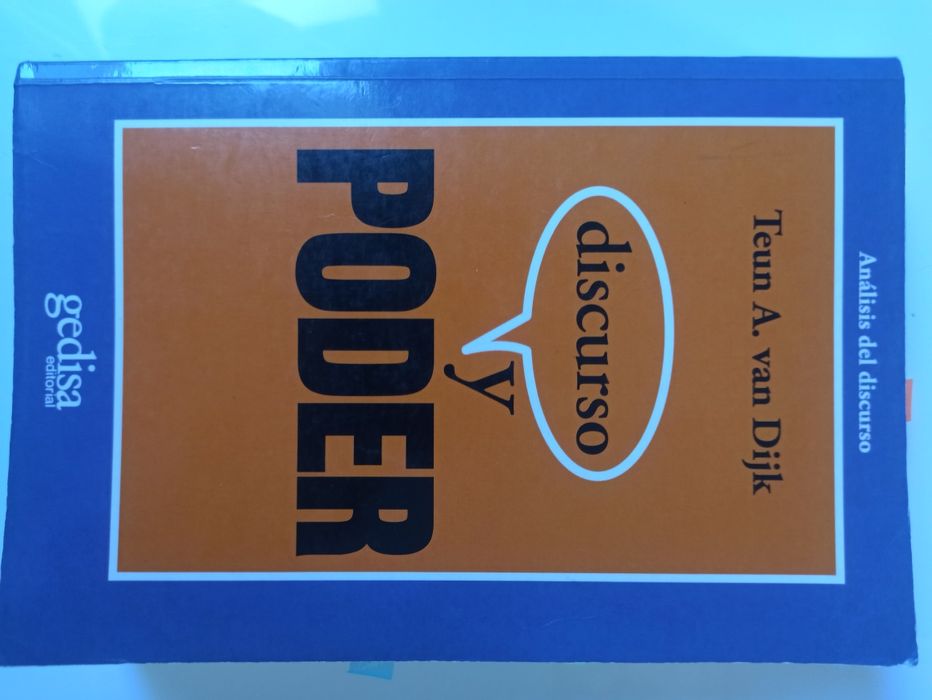 Análisis del discurso
Teun A. van Dijk
discurso
y
PODER
gedisa
editorial